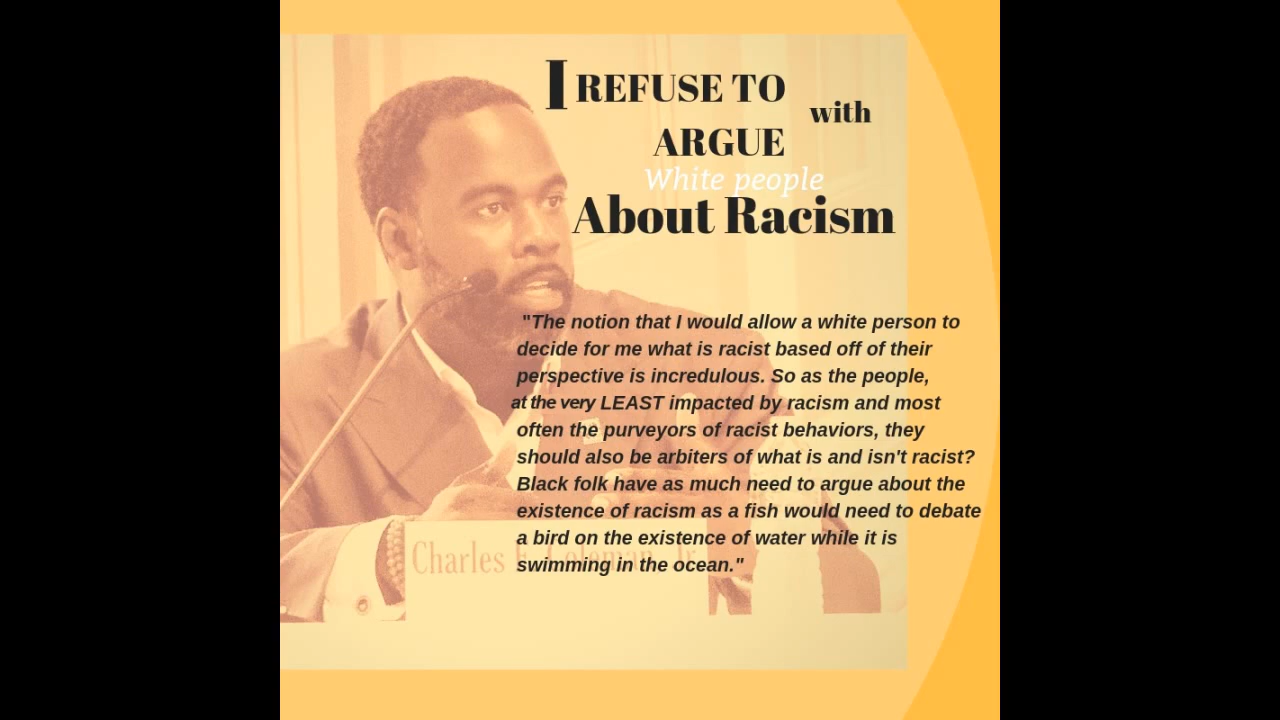 I REFUSE TO
ARGUE
with
White people
About Racism
"The notion that I would allow a white person to
decide for me what is racist based off of their
perspective is incredulous. So as the people,
at the very LEAST impacted by racism and most
often the purveyors of racist behaviors, they
should also be arbiters of what is and isn't racist?
Black folk have as much need to argue about the
existence of racism as a fish would need to debate
a bird on the existence of water while it is
swimming in the ocean."
Charles F. Coleman, Jr.